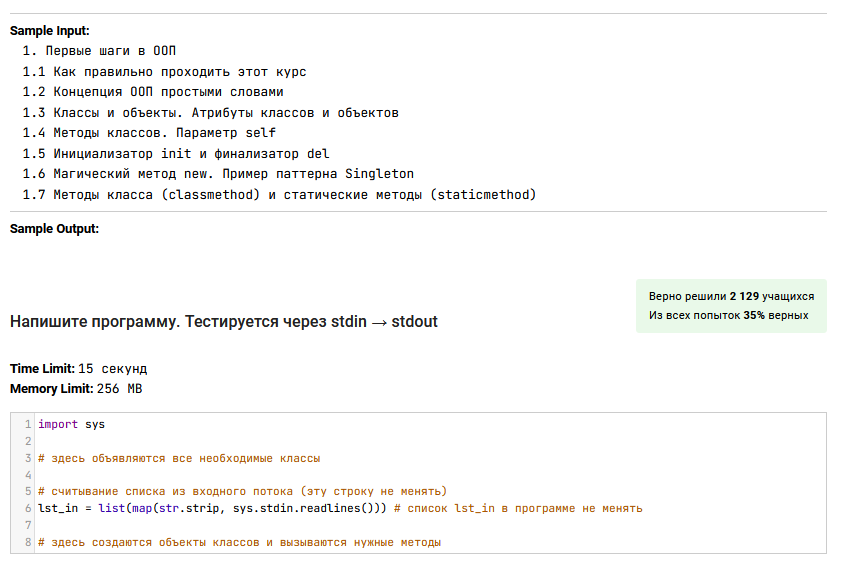 Sample Input:
1. Первые шаги в ООП
1.1 Как правильно проходить этот курс
1.2 Концепция ООП простыми словами
1.3 Классы и объекты. Атрибуты классов и объектов
1.4 Методы классов. Параметр self
1.5 Инициализатор init и финализатор del
1.6 Магический метод new. Пример паттерна Singleton
1.7 Методы класса (classmethod) и статические методы (staticmethod)
Sample Output:
Верно решили 2 129 учащихся
Из всех попыток 35% верных
Напишите программу. Тестируется через stdin → stdout
Time Limit: 15 секунд
Memory Limit: 256 MB
1 import sys
2
3 # здесь объявляются все необходимые классы
4
5 # считывание списка из входного потока (эту строку не менять)
6 lst_in = list(map(str.strip, sys.stdin.readlines())) # список lst_in в программе не менять
7
8 # здесь создаются объекты классов и вызываются нужные методы